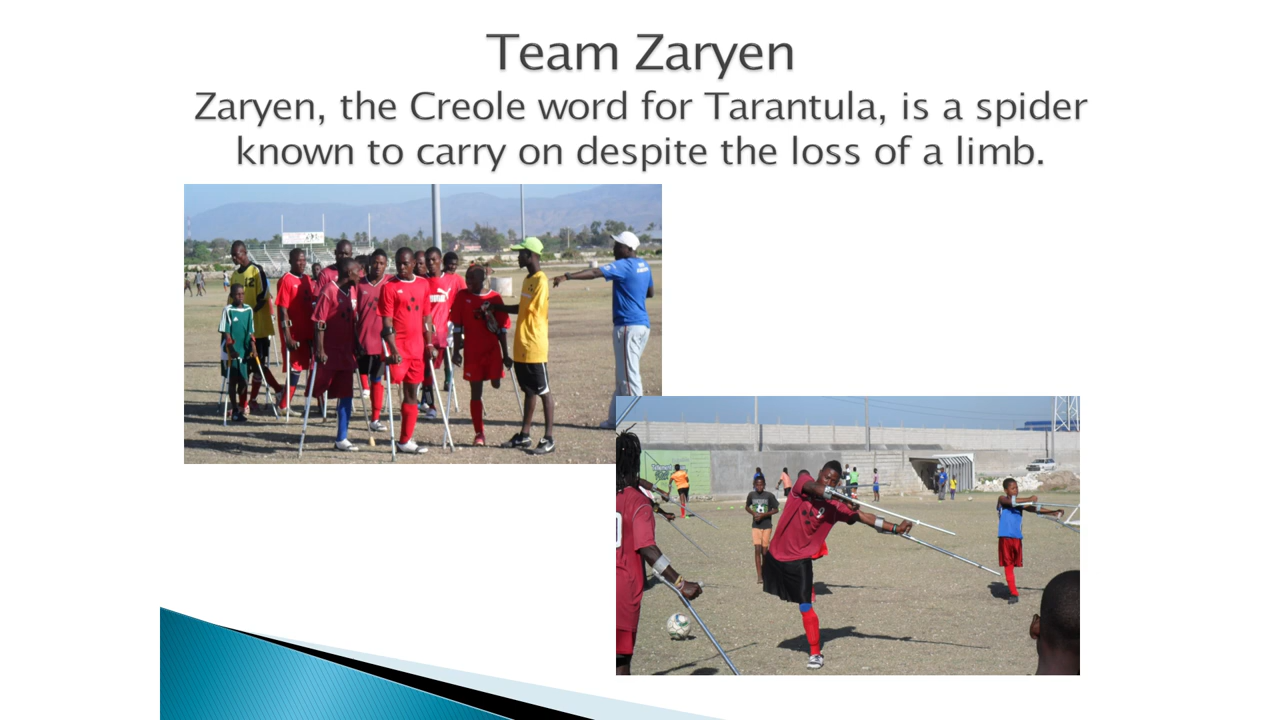 Team Zaryen
Zaryen, the Creole word for Tarantula, is a spider
known to carry on despite the loss of a limb.